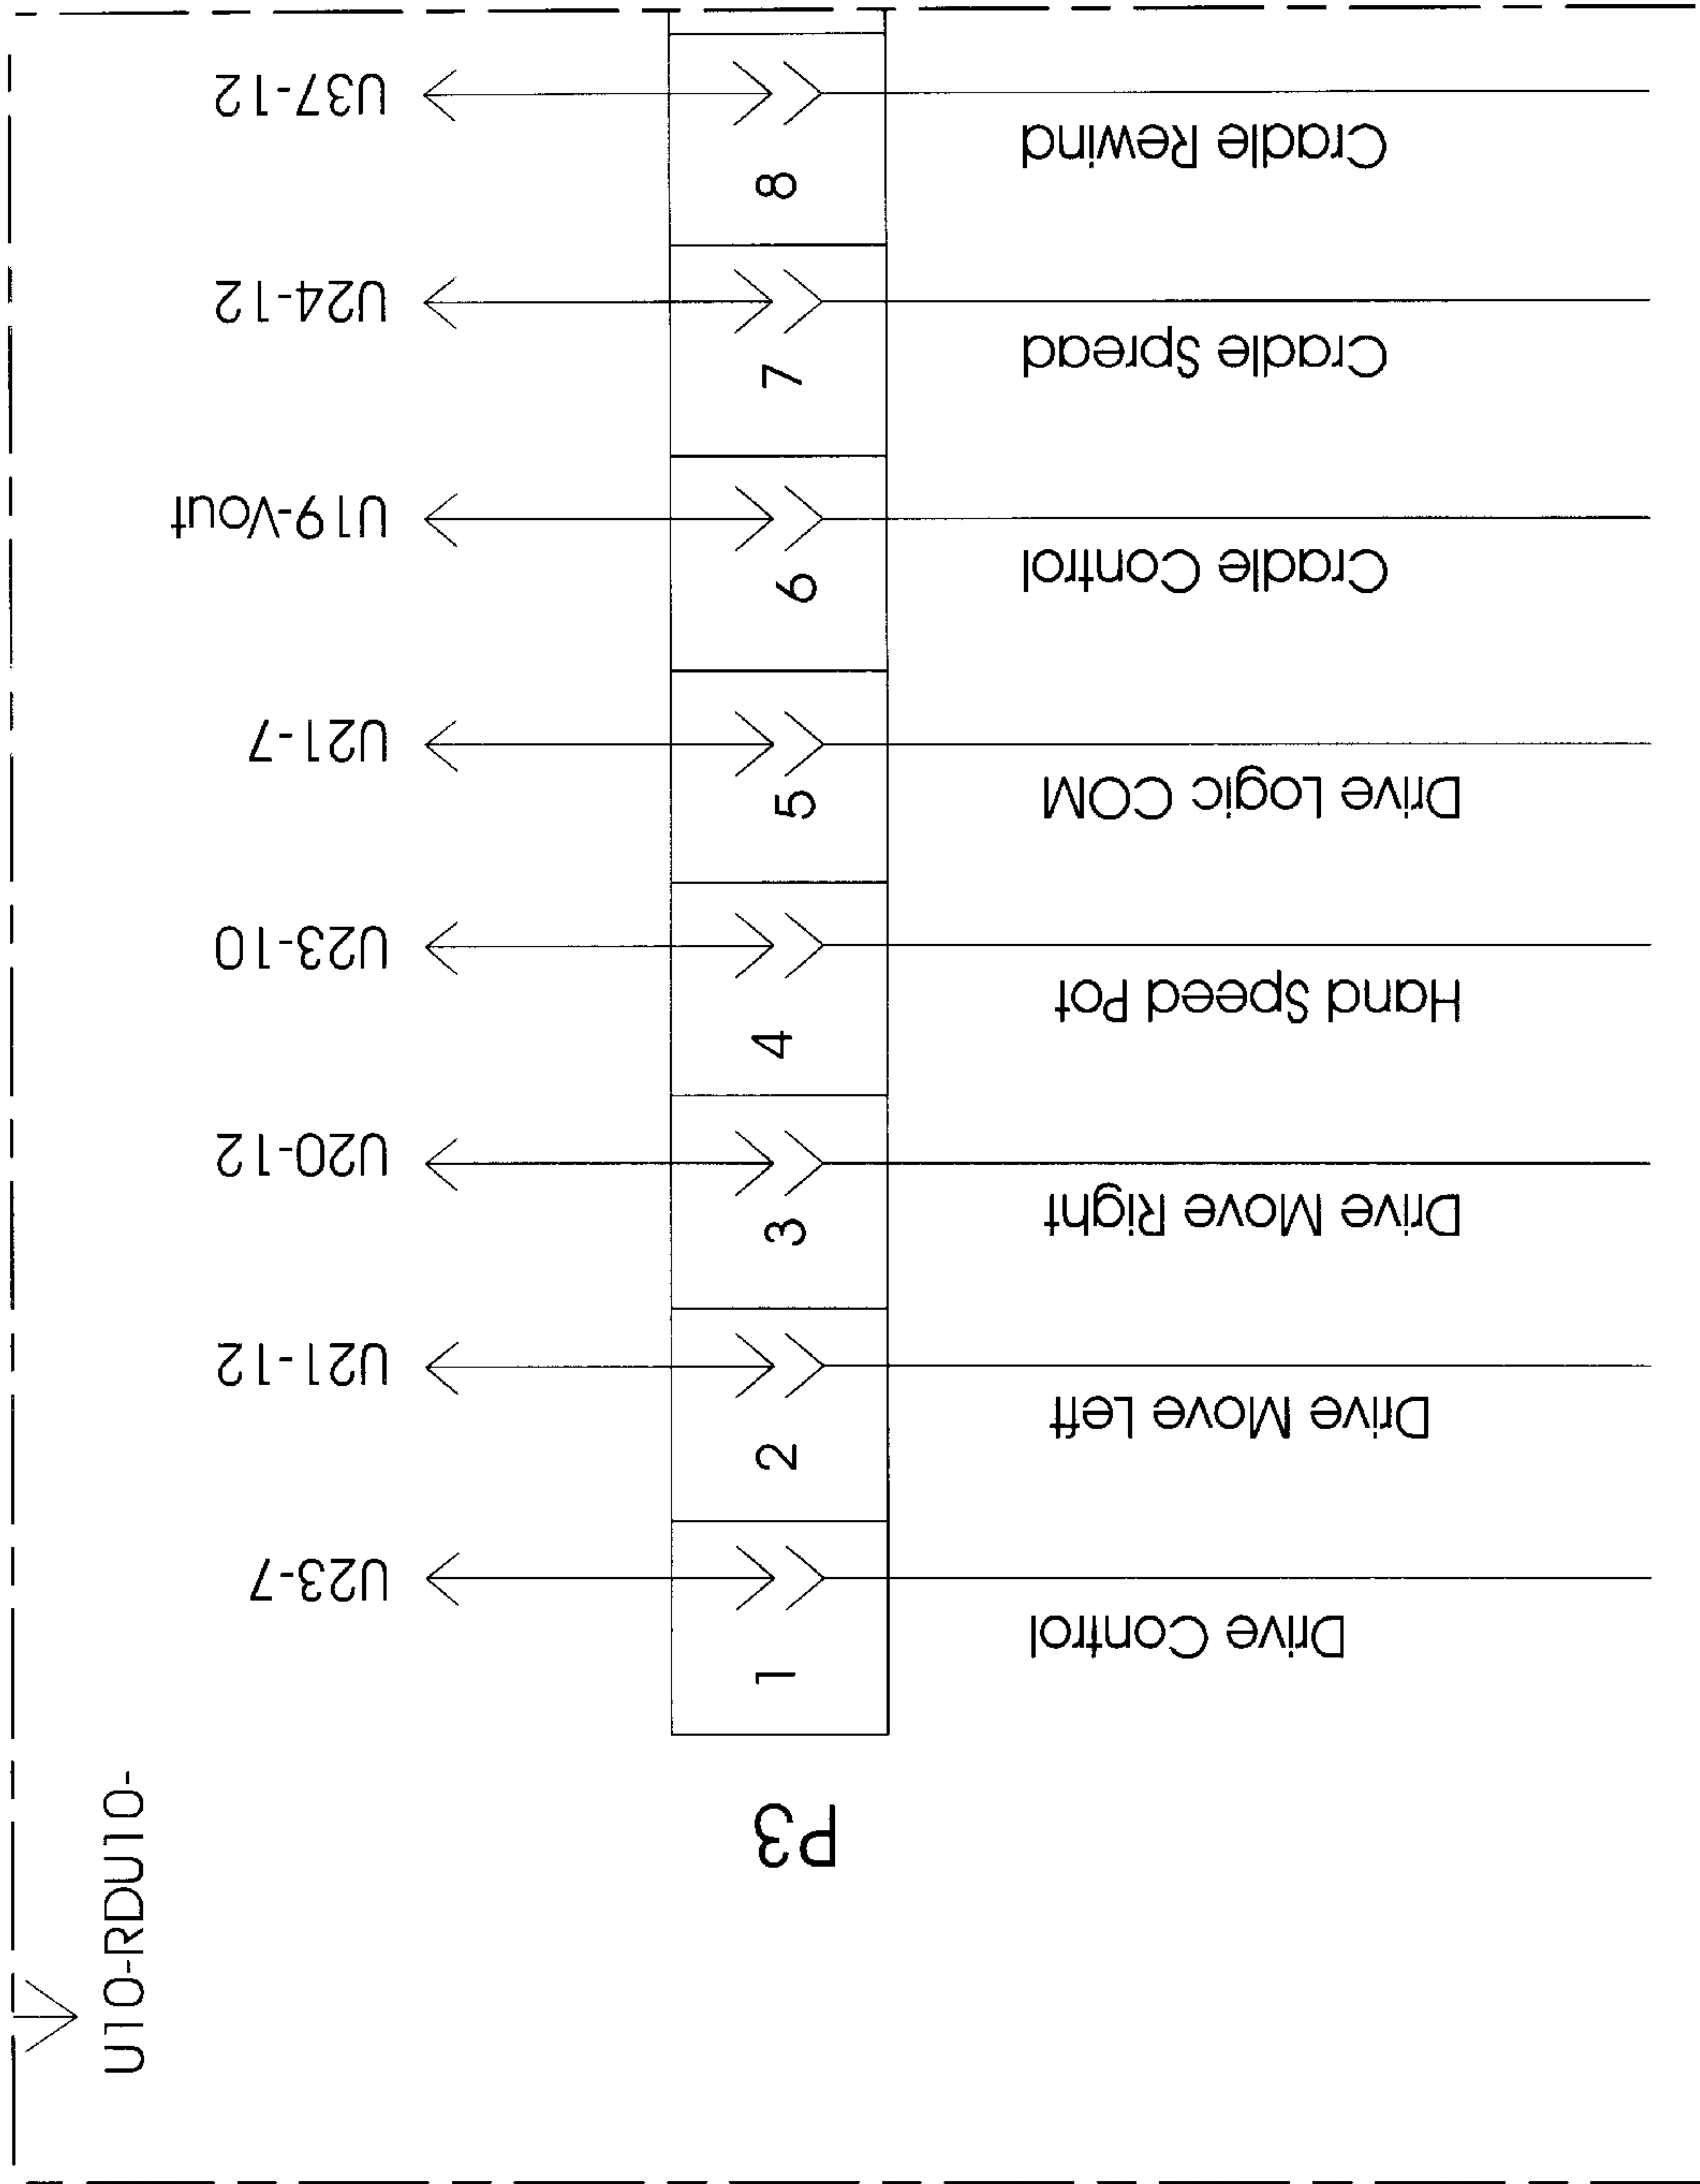 U10-RDU10-
P3
U23-7
1
Drive Control
U21-12
2
Drive Move Left
U20-12
3
Drive Move Right
U23-10
4
Hand Speed Pot
U21-7
5
Drive Logic COM
U19-Vout
6
Cradle Control
U24-12
7
Cradle Spread
U37-12
8
Cradle Rewind